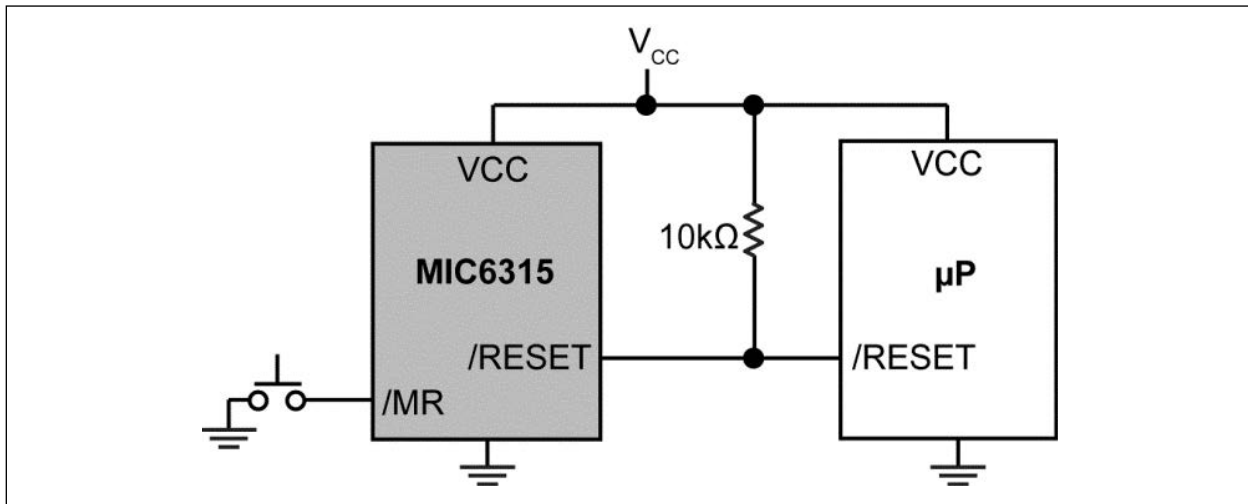 V_CC
VCC
MIC6315
/RESET
/MR
10kΩ
VCC
µP
/RESET